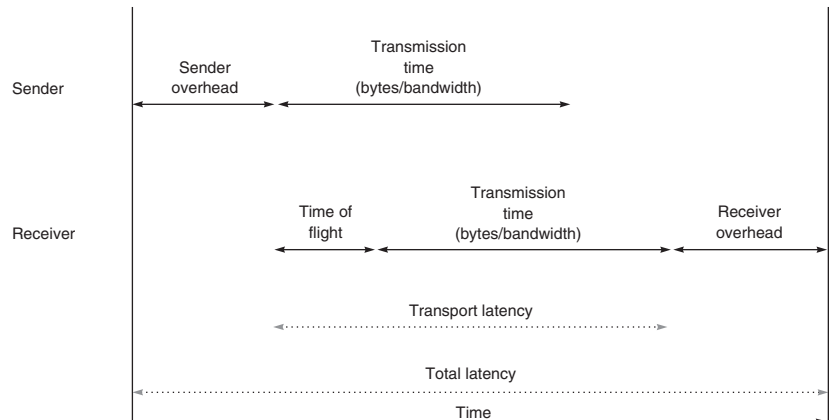 Sender
Sender
overhead
Transmission
time
(bytes/bandwidth)
Receiver
Time of
flight
Transmission
time
(bytes/bandwidth)
Receiver
overhead
Transport latency
Total latency
Time